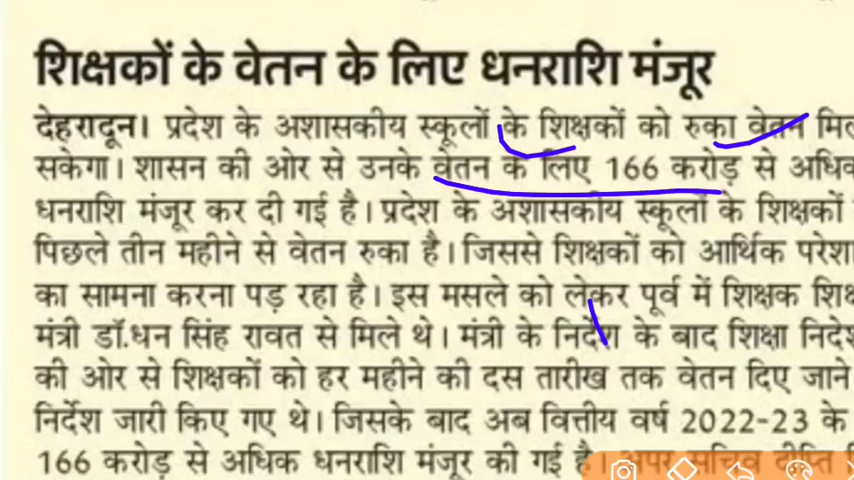 शिक्षकों के वेतन के लिए धनराशि मंजूर
देहरादून। प्रदेश के अशासकीय स्कूलों के शिक्षकों को रुका वेतन
सकेगा। शासन की ओर से उनके वेतन के लिए 166 करोड़ से
धनराशि मंजूर कर दी गई है। प्रदेश के अशासकीय स्कूलों के शिक्षकों
पिछले तीन महीने से वेतन रुका है। जिससे शिक्षकों को आर्थिक
का सामना करना पड़ रहा है। इस मसले को लेकर पूर्व में शिक्षक
मंत्री डॉ.धन सिंह रावत से मिले थे। मंत्री के निर्देश के बाद शिक्षा
की ओर से शिक्षकों को हर महीने की दस तारीख तक वेतन दिए जाने
निर्देश जारी किए गए थे। जिसके बाद अब वित्तीय वर्ष 2022-23 के
166 करोड़ से अधिक धनराशि मंजूर की गई है। अपर सचिव